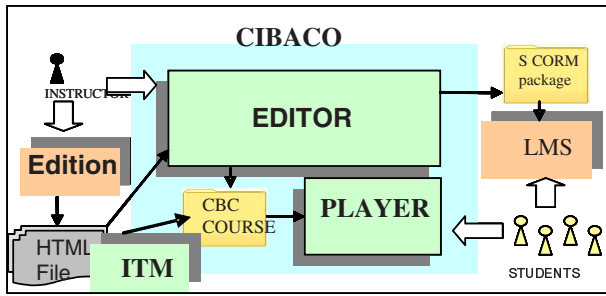 CIBACO
INSTRUCTOR
EDITOR
S CORM
package
Edition
LMS
CBC
COURSE
PLAYER
HTML
File
ITM
STUDENTS